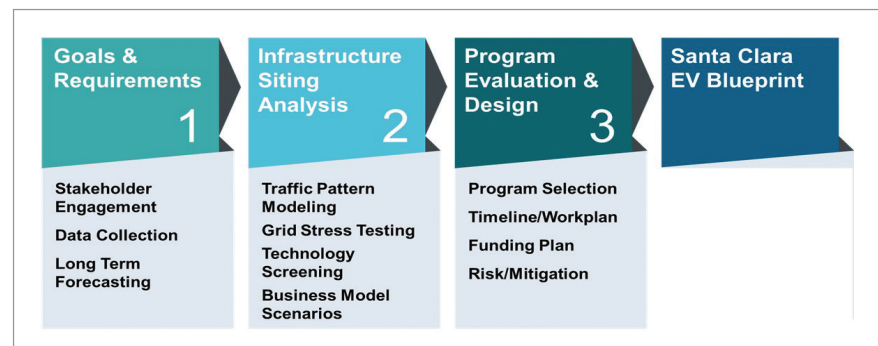 Goals &
Requirements
1
Stakeholder
Engagement
Data Collection
Long Term
Forecasting
Infrastructure
Siting
Analysis
2
Traffic Pattern
Modeling
Grid Stress Testing
Technology
Screening
Business Model
Scenarios
Program
Evaluation &
Design
3
Program Selection
Timeline/Workplan
Funding Plan
Risk/Mitigation
Santa Clara
EV Blueprint